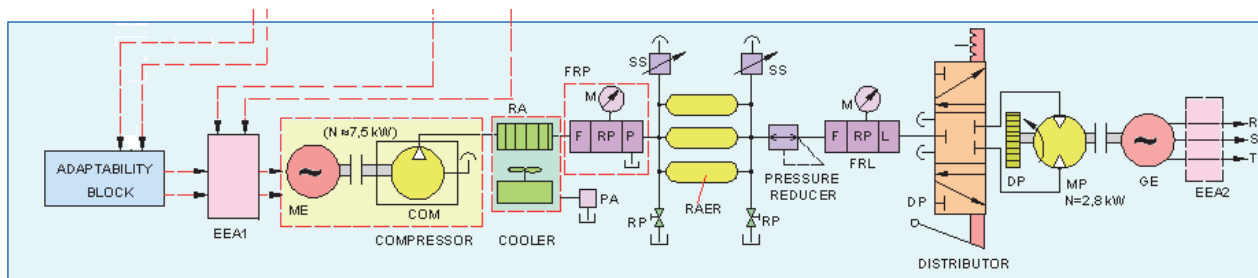 ADAPTABILITY
BLOCK
EEA1
(N ≈7,5 kW)
ME
COM
COMPRESSOR
RA
COOLER
PA
FRP
M
F RP P
SS
SS
RAER
RP
RP
PRESSURE
REDUCER
M
F RP L
FRL
DP
DISTRIBUTOR
DP
MP
N=2,8 kW
GE
EEA2
R
S
T